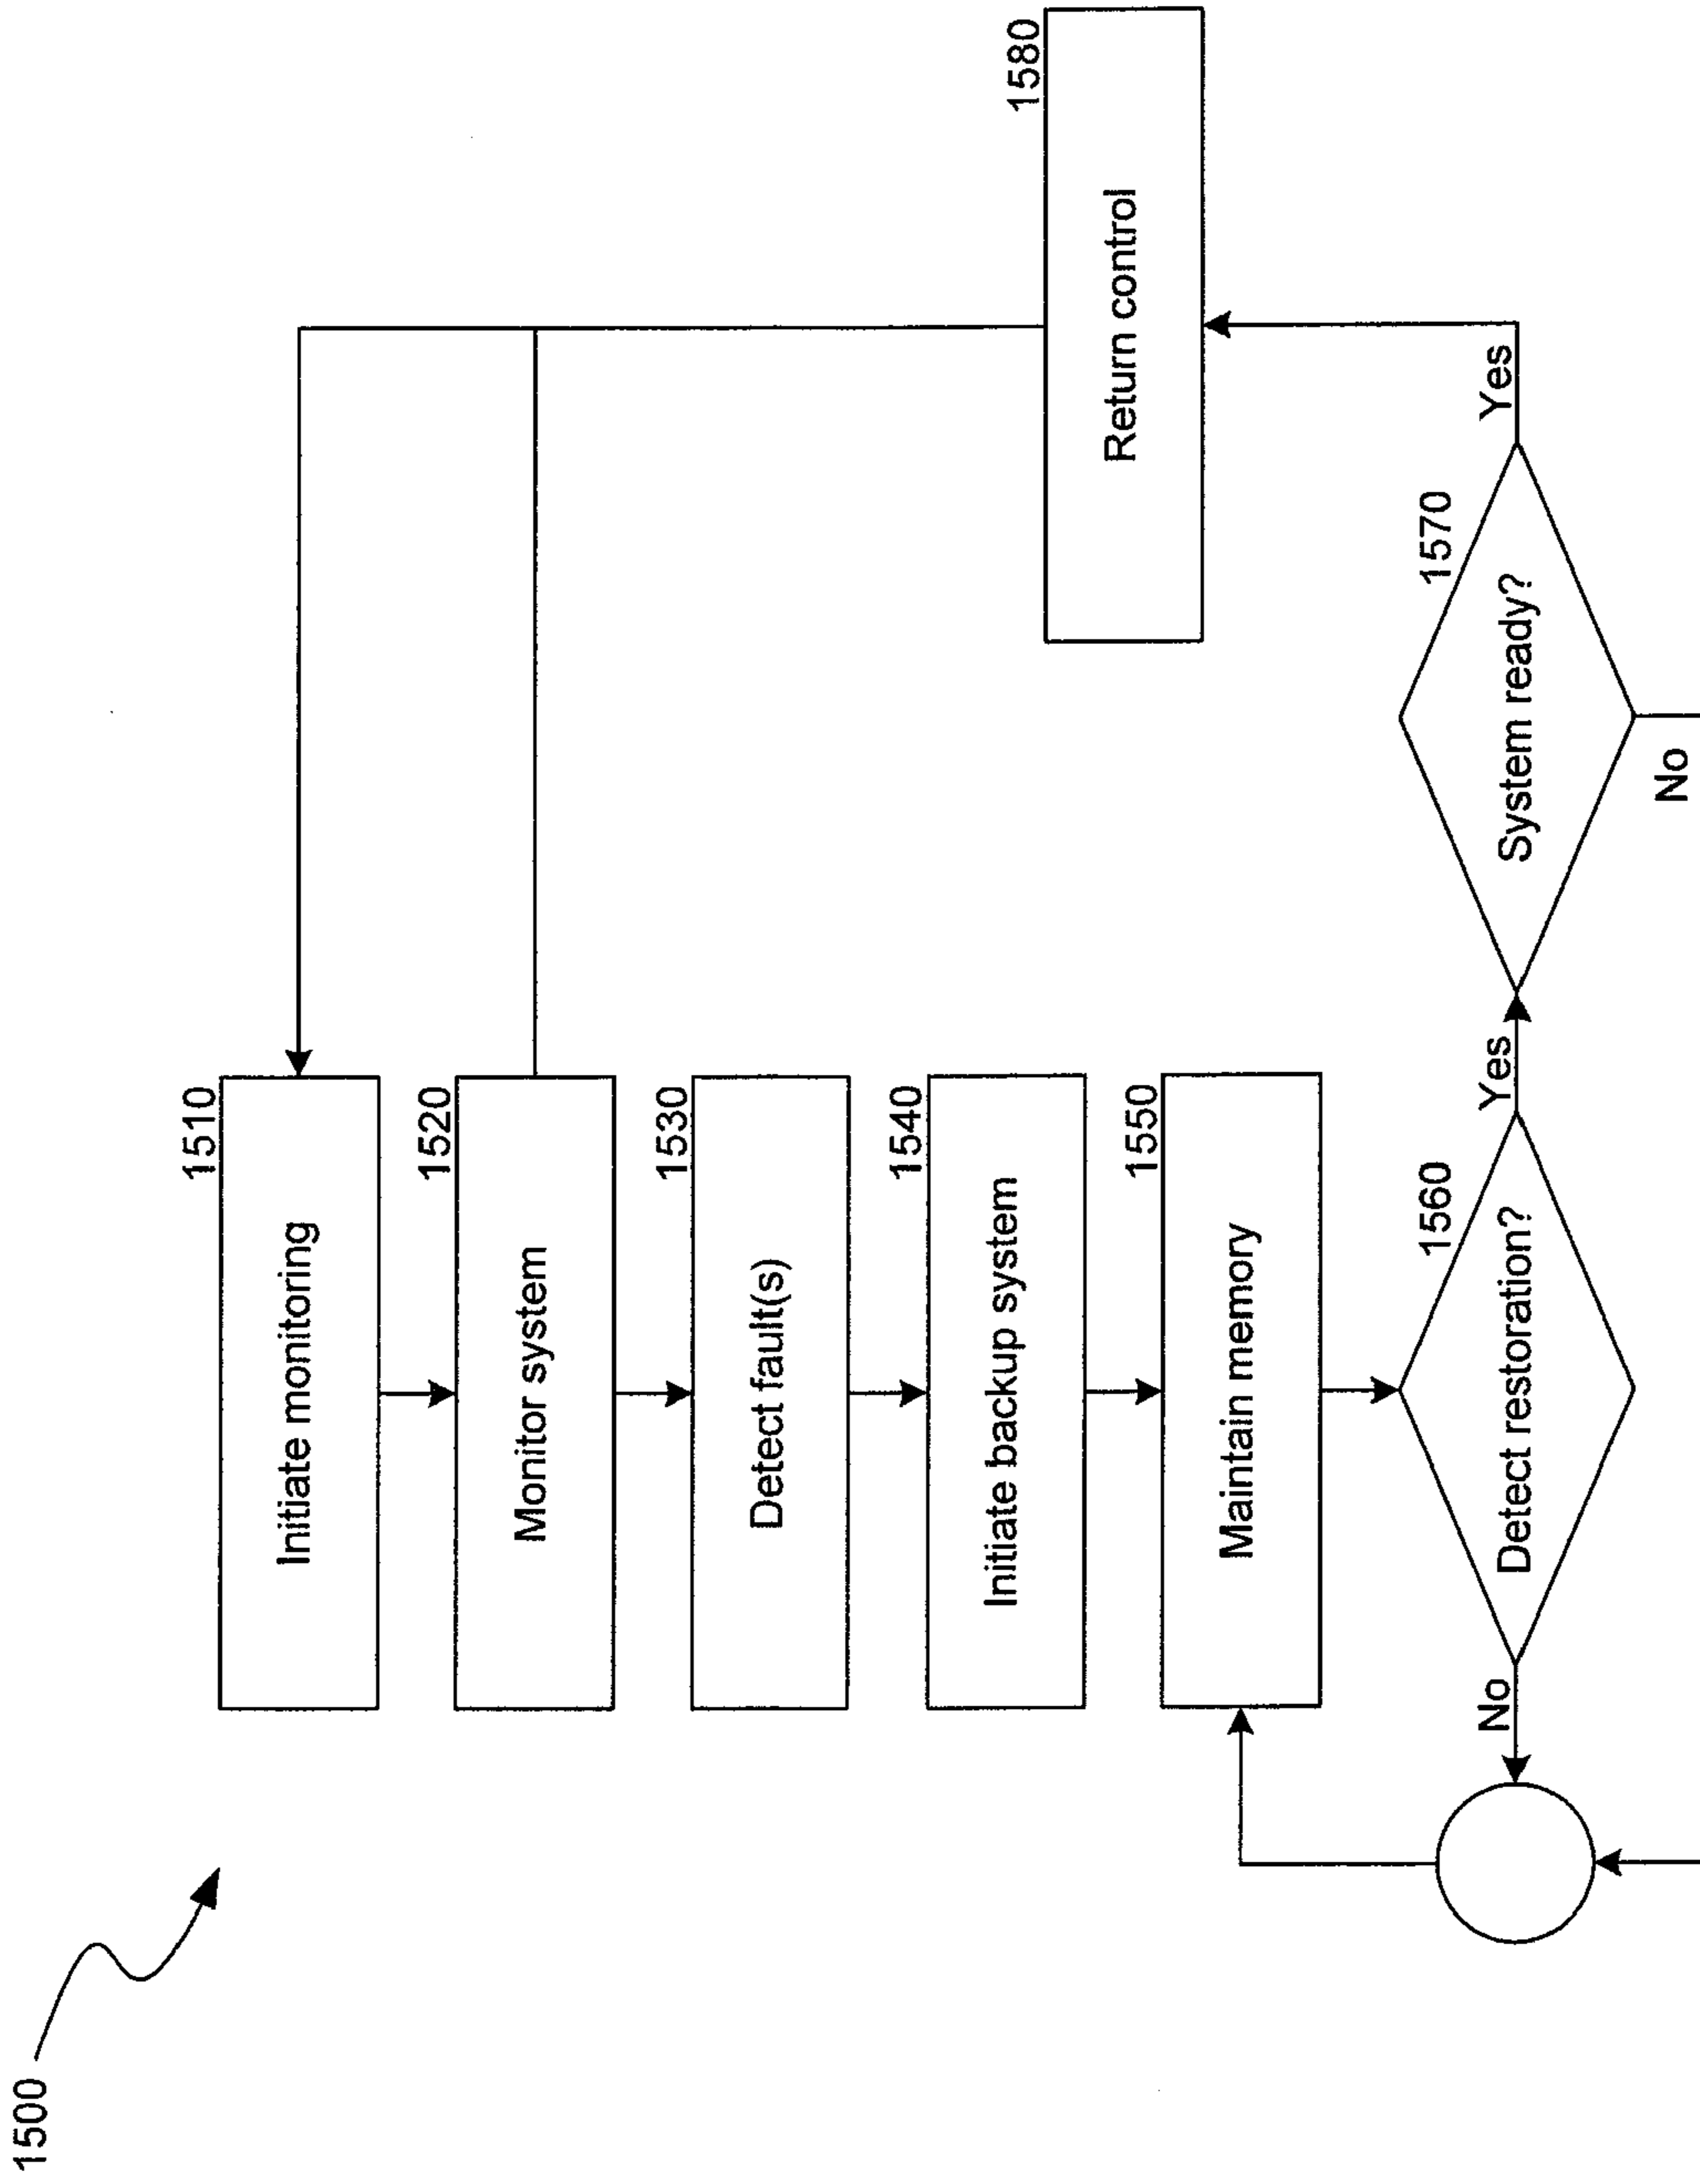 1500
1510
Initiate monitoring
1520
Monitor system
1530
Detect fault(s)
1540
Initiate backup system
1550
Maintain memory
1560
Detect restoration?
No
Yes
1570
System ready?
No
Yes
1580
Return control